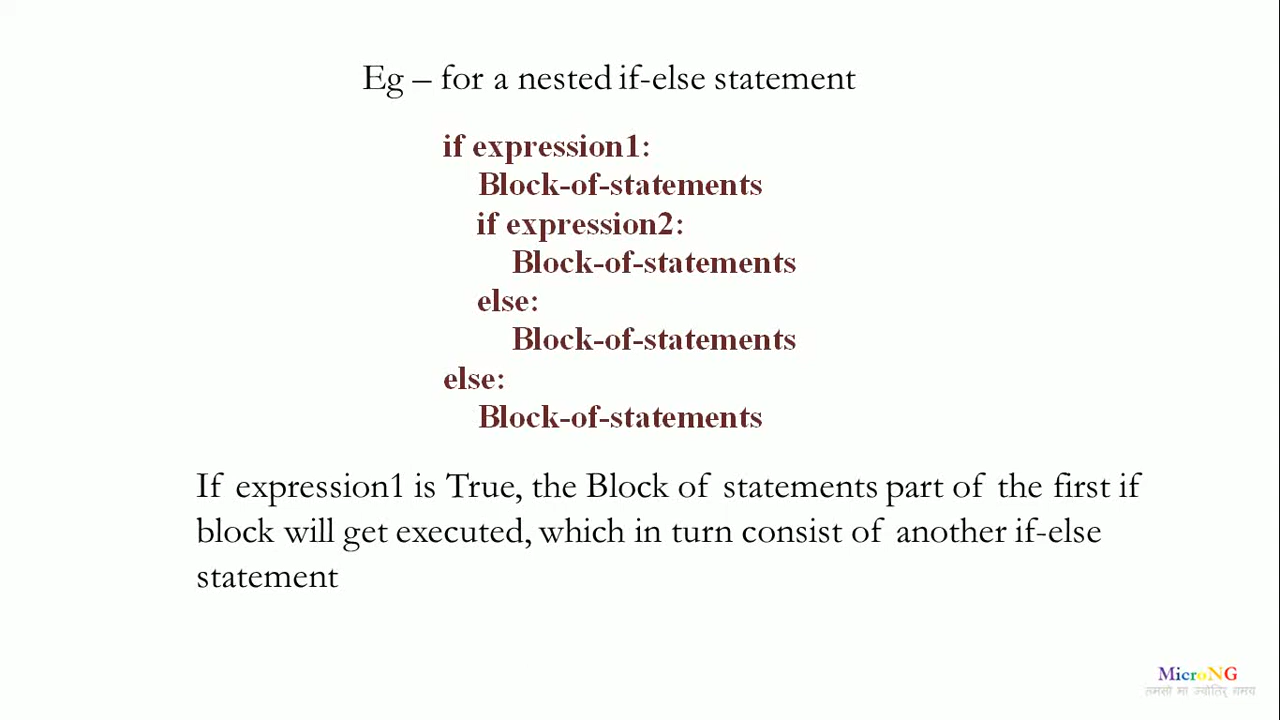 Eg – for a nested if-else statement
if expression1:
Block-of-statements
if expression2:
Block-of-statements
else:
Block-of-statements
else:
Block-of-statements
If expression1 is True, the Block of statements part of the first if
block will get executed, which in turn consist of another if-else
statement
MicroNG
तमसो मा ज्योतिर् गमय